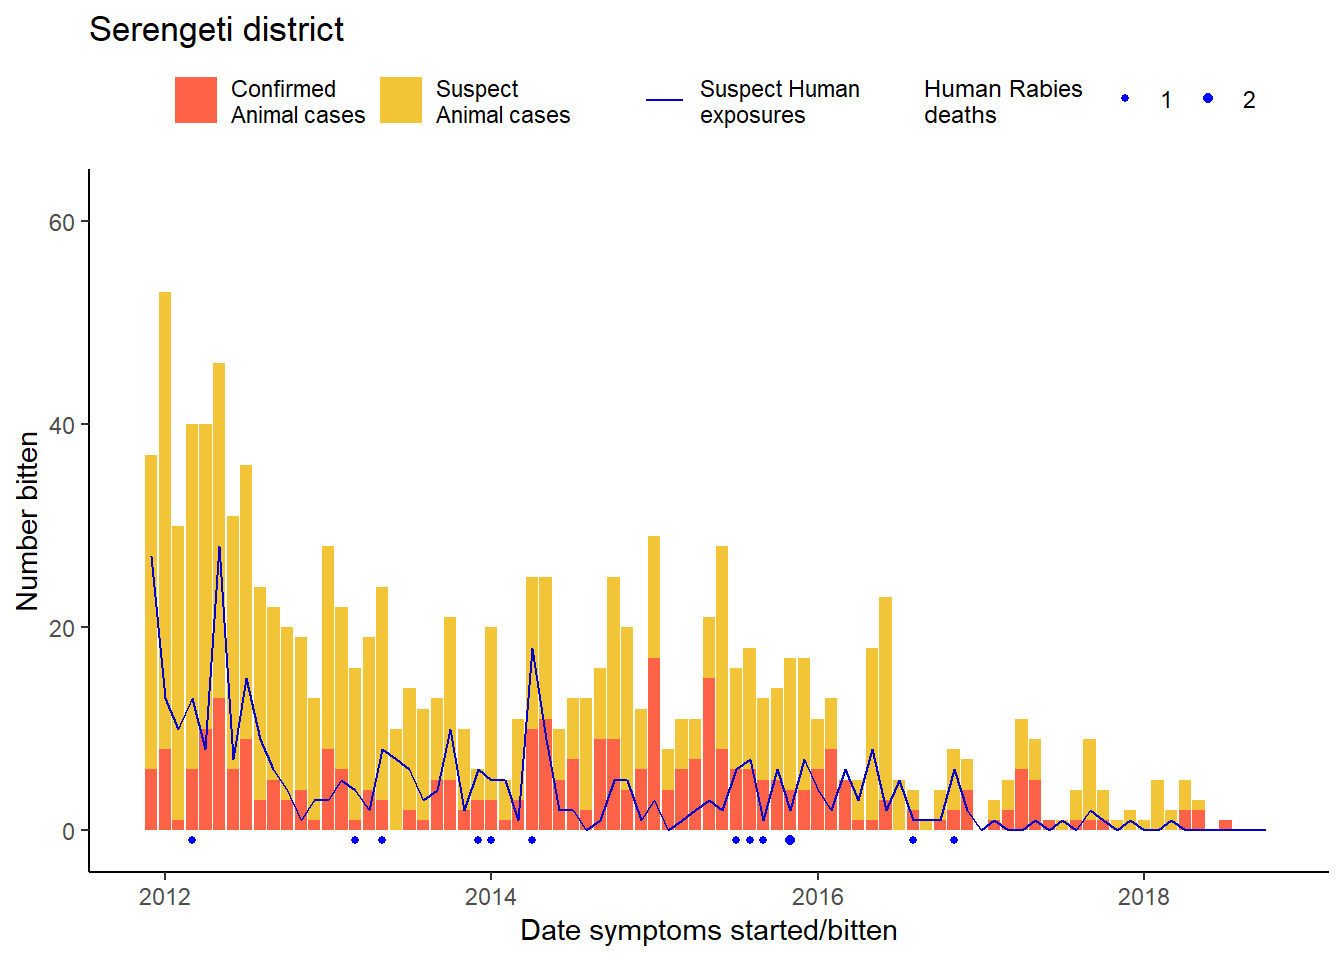 Serengeti district
Confirmed
Animal cases
Suspect
Animal cases
Suspect Human
exposures
Human Rabies
deaths
1
2
60
40
20
0
Number bitten
2012
2014
2016
2018
Date symptoms started/bitten